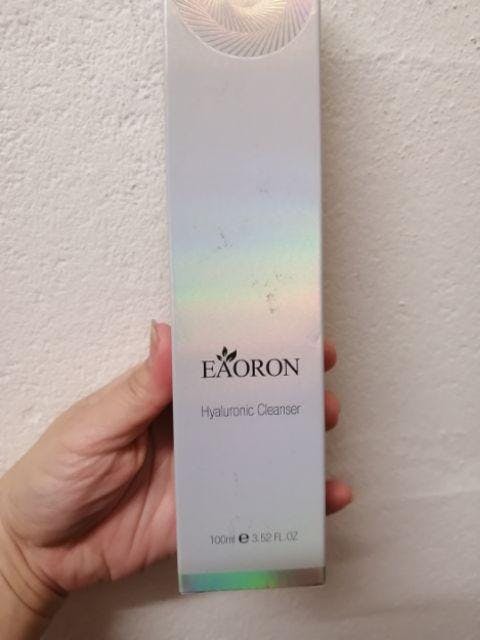 EAORON
Hyaluronic Cleanser
100ml ℮ 3.52 FL.OZ